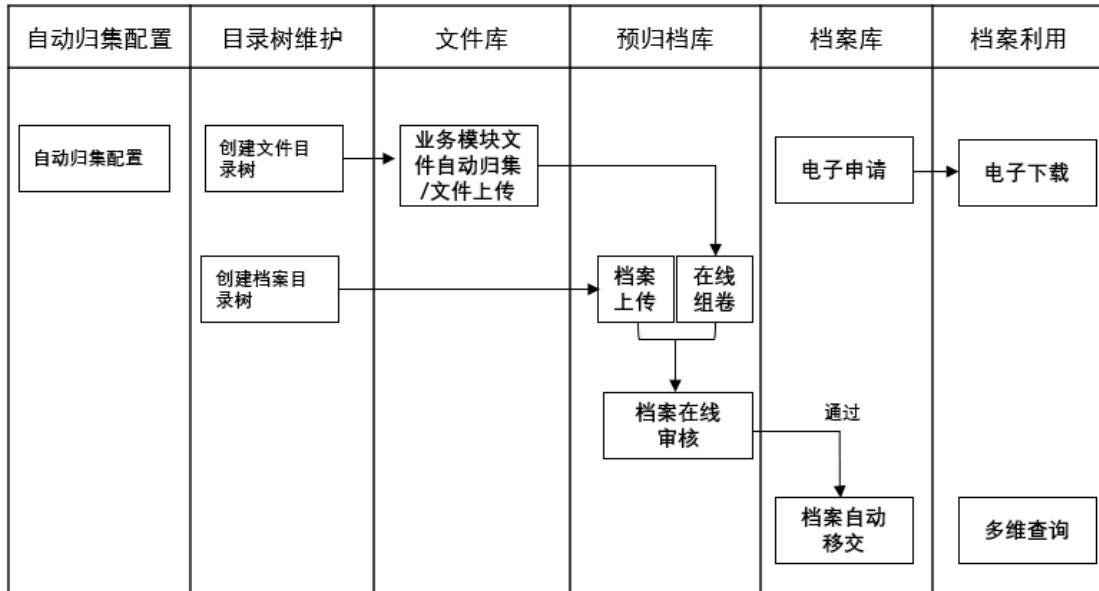 自动归集配置
目录树维护
文件库
预归档库
档案库
档案利用
自动归集配置
创建文件目
录树
业务模块文
件自动归集
/文件上传
电子申请
电子下载
创建档案目
录树
档案
上传
在线
组卷
档案在线
审核
通过
档案自动
移交
多维查询